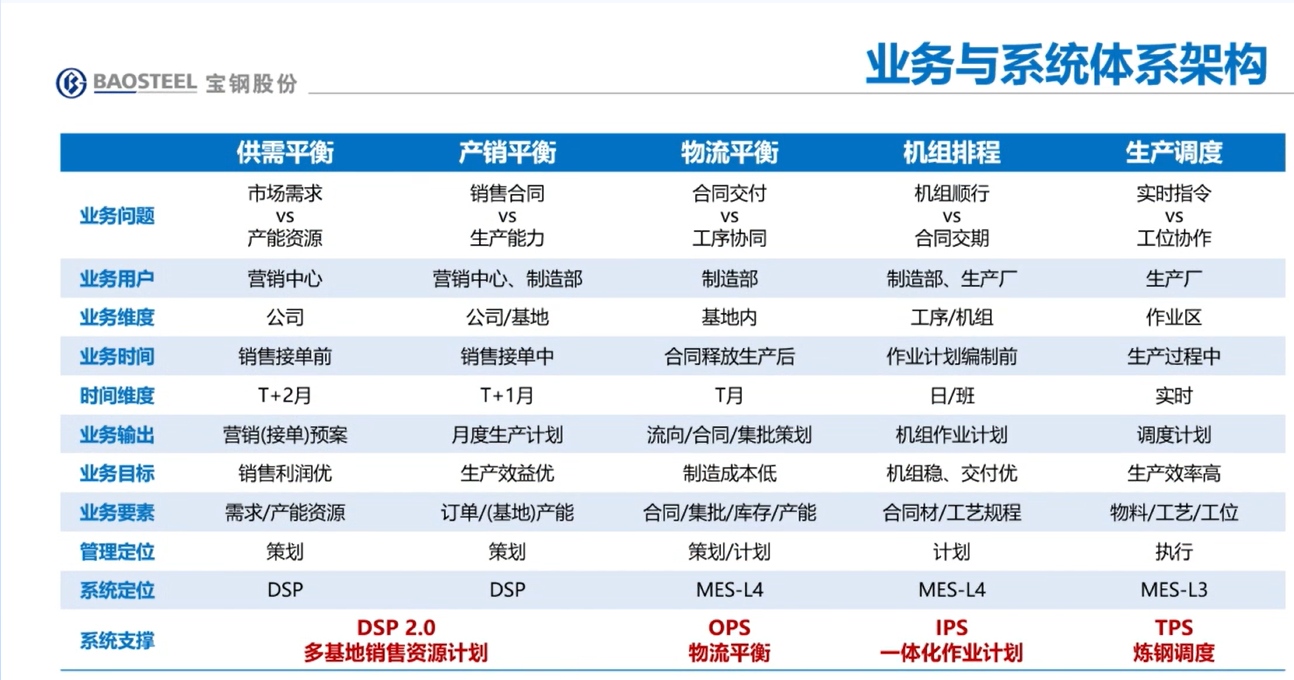 业务与系统体系架构
BAOSTEEL 宝钢股份
供需平衡 产销平衡 物流平衡 机组排程 生产调度
业务问题 市场需求 vs 产能资源 销售合同 vs 生产能力 合同交付 vs 工序协同 机组顺行 vs 合同交期 实时指令 vs 工位协作
业务用户 营销中心 营销中心、制造部 制造部 制造部、生产厂 生产厂
业务维度 公司 公司/基地 基地内 工序/机组 作业区
业务时间 销售接单前 销售接单中 合同释放生产后 作业计划编制前 生产过程中
时间维度 T+2月 T+1月 T月 日/班 实时
业务输出 营销(接单)预案 月度生产计划 流向/合同/集批策划 机组作业计划 调度计划
业务目标 销售利润优 生产效益优 制造成本低 机组稳、交付优 生产效率高
业务要素 需求/产能资源 订单/(基地)产能 合同/集批/库存/产能 合同材/工艺规程 物料/工艺/工位
管理定位 策划 策划 策划/计划 计划 执行
系统定位 DSP DSP MES-L4 MES-L4 MES-L3
系统支撑 DSP 2.0 多基地销售资源计划 OPS 物流平衡 IPS 一体化作业计划 TPS 炼钢调度